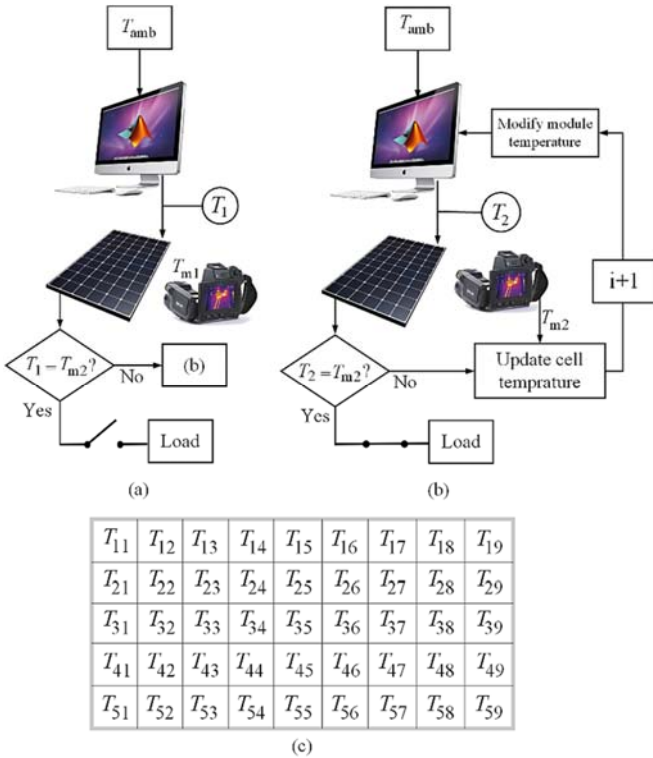 T_amb
T_1
T_m1
T_1 = T_m2?
No
(b)
Yes
Load
(a)
T_amb
Modify module
temperature
T_2
i+1
T_m2
T_2 = T_m2?
No
Update cell
temprature
Yes
Load
(b)
T_11 T_12 T_13 T_14 T_15 T_16 T_17 T_18 T_19
T_21 T_22 T_23 T_24 T_25 T_26 T_27 T_28 T_29
T_31 T_32 T_33 T_34 T_35 T_36 T_37 T_38 T_39
T_41 T_42 T_43 T_44 T_45 T_46 T_47 T_48 T_49
T_51 T_52 T_53 T_54 T_55 T_56 T_57 T_58 T_59
(c)